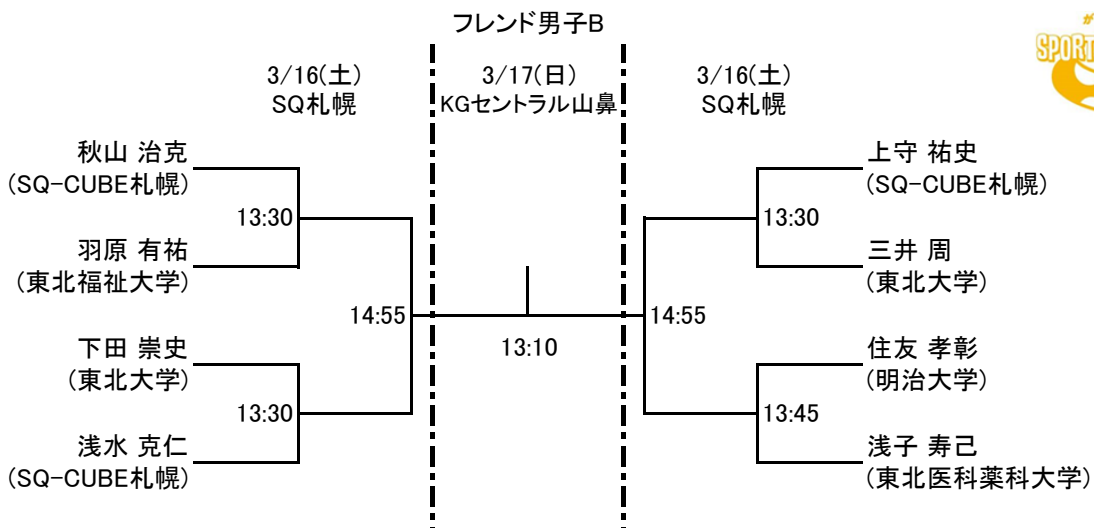 フレンド男子B
3/16(土)
SQ札幌
3/17(日)
KGセントラル山鼻
3/16(土)
SQ札幌
秋山 治克
(SQ-CUBE札幌)
13:30
羽原 有祐
(東北福祉大学)
14:55
下田 崇史
(東北大学)
13:30
浅水 克仁
(SQ-CUBE札幌)
13:10
上守 祐史
(SQ-CUBE札幌)
13:30
三井 周
(東北大学)
14:55
住友 孝彰
(明治大学)
13:45
浅子 寿己
(東北医科薬科大学)